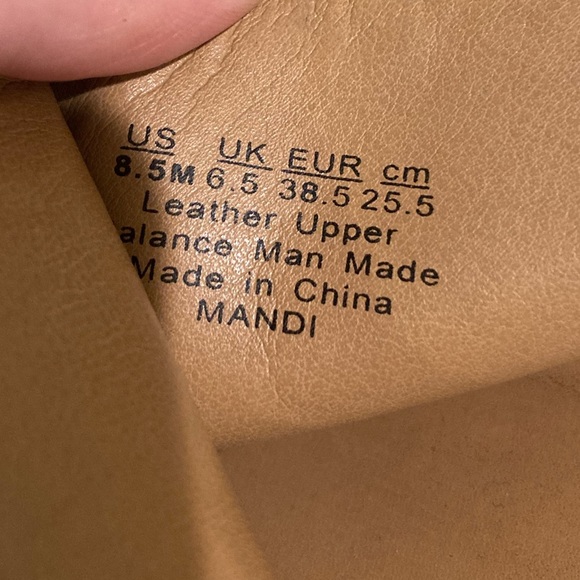 US UK EUR cm
8.5M 6.5 38.5 25.5
Leather Upper
alance Man Made
Made in China
MANDI